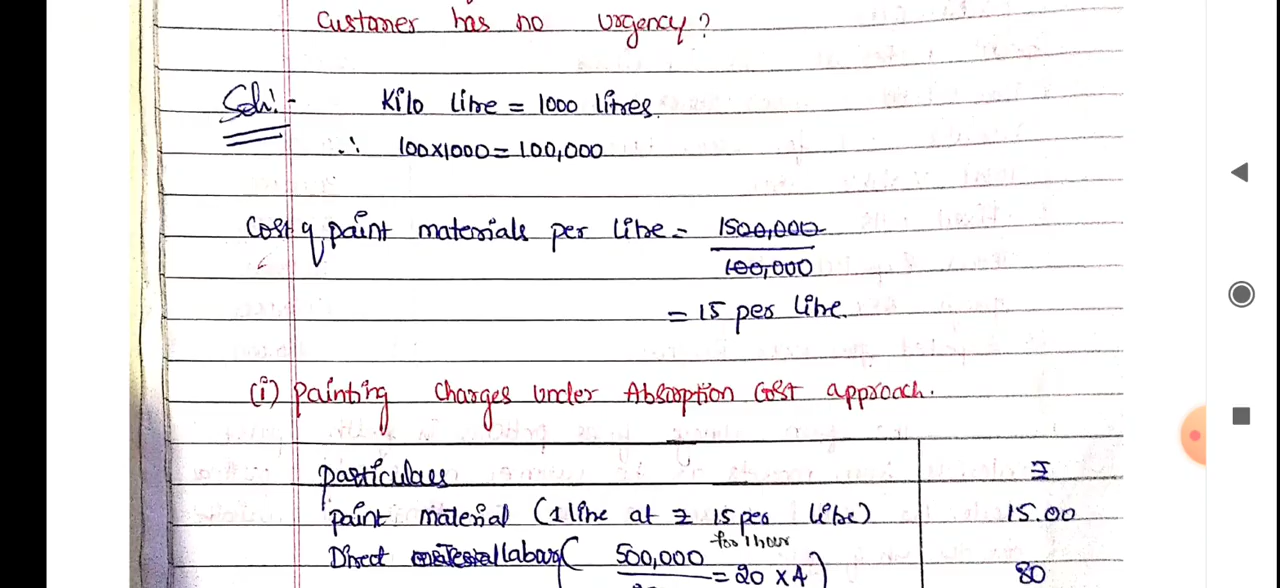 Customer has no urgency?
Soln:- Kilo litre = 1000 litres.
∴ 100x1000 = 100,000
Cost of paint materials per litre = 1500,000
100,000
= 15 per litre.
(i) Painting charges under Absorption Cost approach.
Particulars ₹
Paint material (1 litre at ₹ 15 per litre) 15.00
for 1 hour
Direct labour ( 500,000 = 20 x 4 ) 80